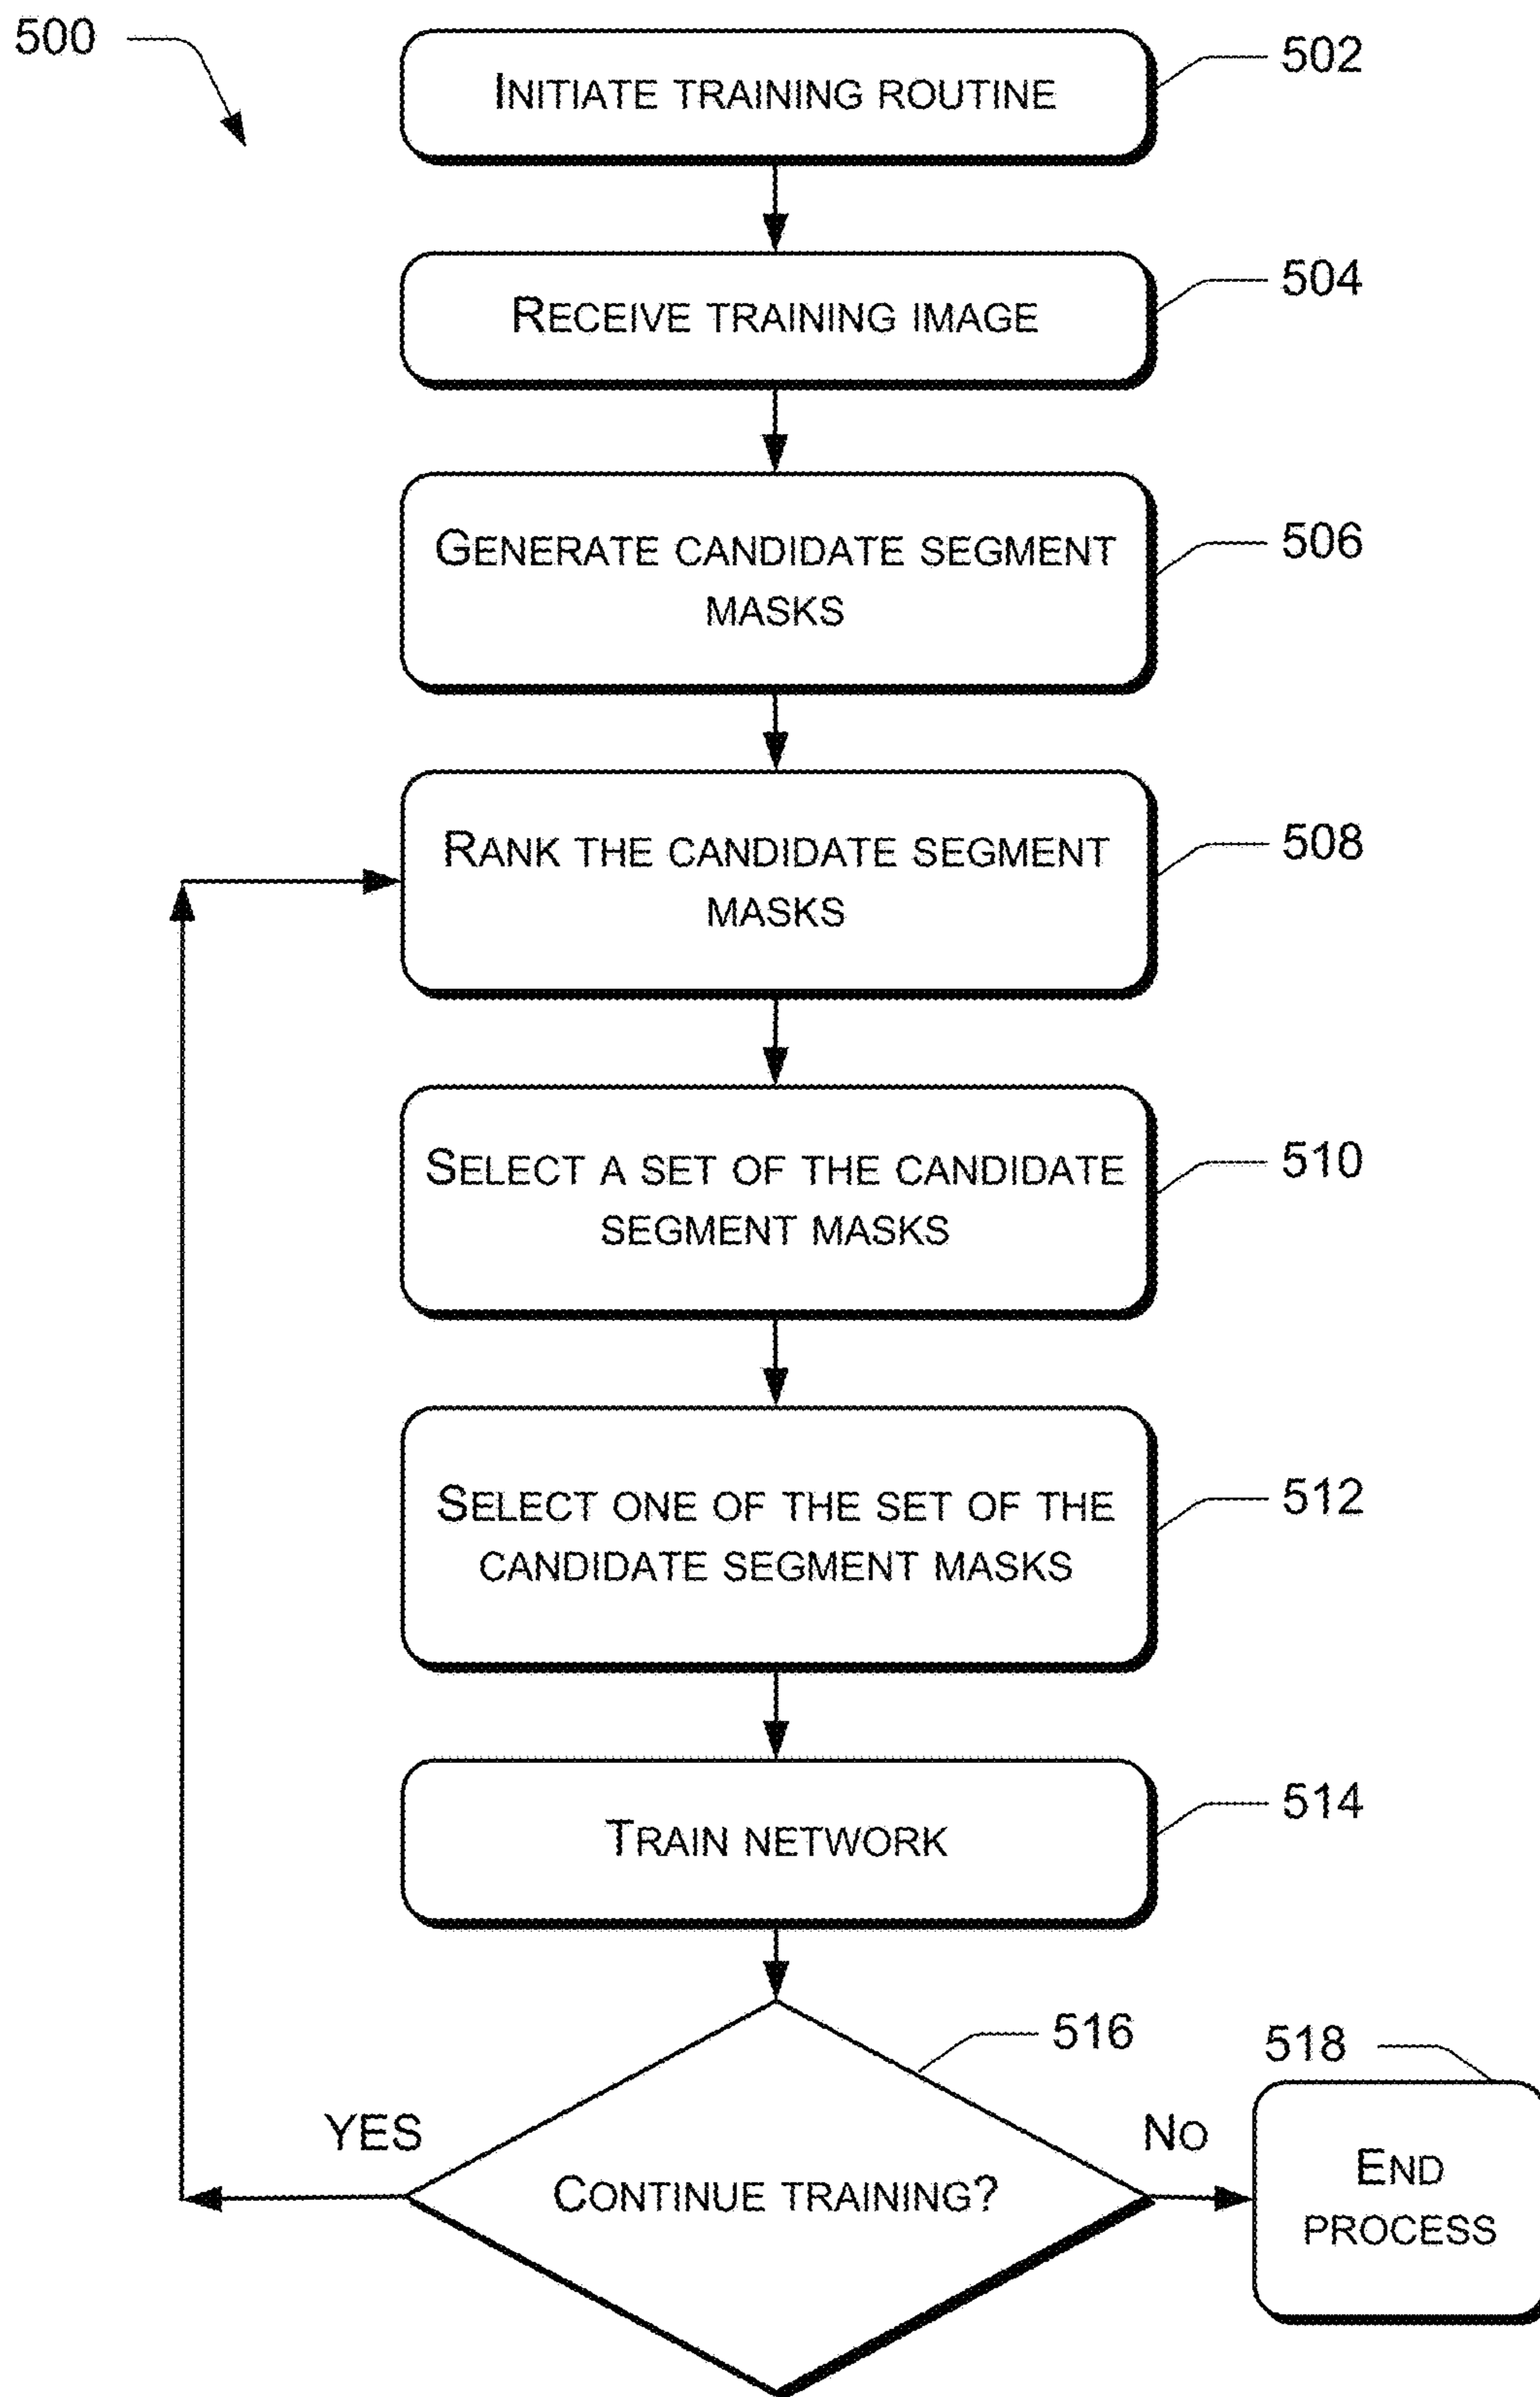 500
INITIATE TRAINING ROUTINE
502
RECEIVE TRAINING IMAGE
504
GENERATE CANDIDATE SEGMENT
MASKS
506
RANK THE CANDIDATE SEGMENT
MASKS
508
SELECT A SET OF THE CANDIDATE
SEGMENT MASKS
510
SELECT ONE OF THE SET OF THE
CANDIDATE SEGMENT MASKS
512
TRAIN NETWORK
514
516
518
YES
CONTINUE TRAINING?
NO
END
PROCESS